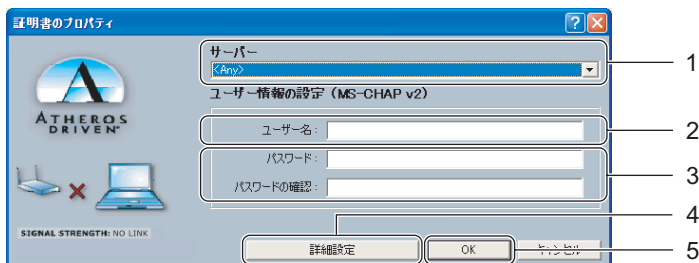 証明書のプロパティ
サーバー
<Any>
1
ユーザー情報の設定 (MS-CHAP v2)
ATHEROS
DRIVEN™
ユーザー名:
2
パスワード:
3
パスワードの確認:
4
SIGNAL STRENGTH: NO LINK
詳細設定
OK
キャンセル
5